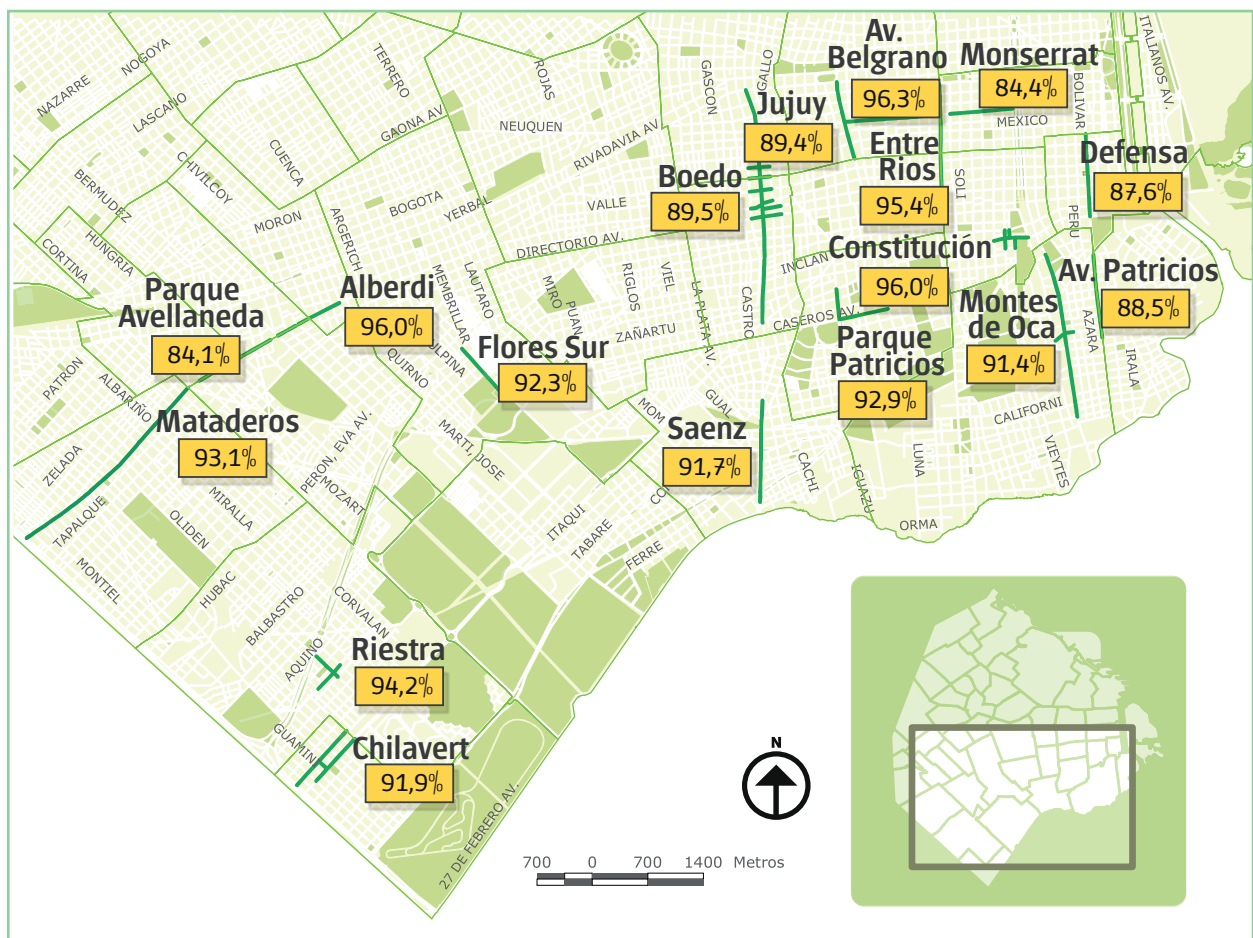 NOGOYA
NAZARRE
LASCANO
TERRERO
GAONA AV
CUENCA
CHIVILCOY
BERMUDEZ
HUNGRIA
CORTINA
MORON
ARGERICH
BOGOTA
YERBAL
NEUQUEN
ROJAS
RIVADAVIA AV
GASCON
GALLO
VALLE
DIRECTORIO AV.
MEMBRILLAR
LAUTARO
MIRO
PUAN
RIGLOS
VIEL
LA PLATA AV.
ZAÑARTU
CASTRO
INCLAN
CASEROS AV.
SOLI
MEXICO
BOLIVAR
ITALIANOS AV.
PERU
AZARA
IRALA
CALIFORNI
VIEYTES
LUNA
IGUAZU
CACHI
ORMA
GUAL
MOM
CO
FERRE
TABARE
ITAQUI
MARTI, JOSE
QUIRNO
ULPINA
PERON, EVA AV.
MOZART
MIRALLA
OLIDEN
HUBAC
BALBASTRO
CORVALAN
AQUINO
GUAMINI
PATRON
ALBARIÑO
ZELADA
TAPALQUE
MONTIEL
27 DE FEBRERO AV.
Av.
Belgrano
96,3%
Monserrat
84,4%
Jujuy
89,4%
Entre
Rios
95,4%
Defensa
87,6%
Boedo
89,5%
Constitución
96,0%
Av. Patricios
88,5%
Montes
de Oca
91,4%
Parque
Patricios
92,9%
Parque
Avellaneda
84,1%
Alberdi
96,0%
Flores Sur
92,3%
Mataderos
93,1%
Saenz
91,7%
Riestra
94,2%
Chilavert
91,9%
N
700 0 700 1400 Metros